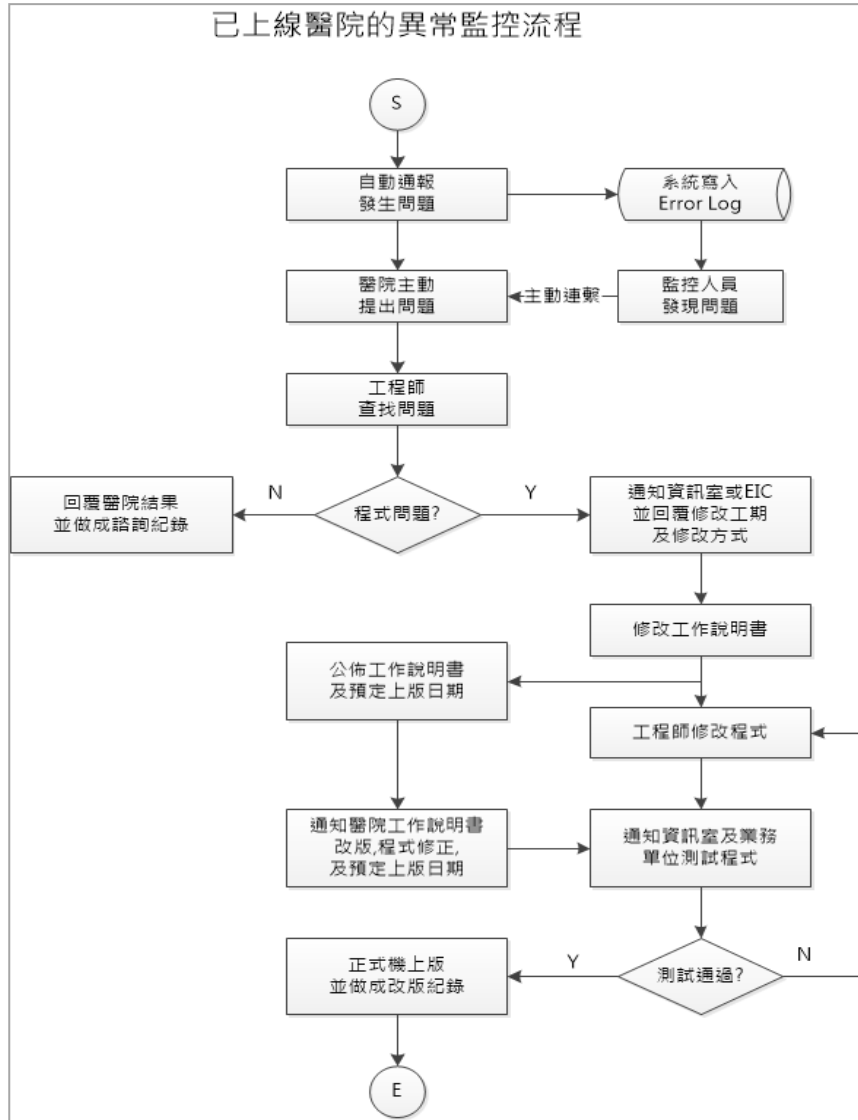 已上線醫院的異常監控流程
S
自動通報
發生問題
系統寫入
Error Log
醫院主動
提出問題
主動連繫
監控人員
發現問題
工程師
查找問題
回覆醫院結果
並做成諮詢紀錄
N
程式問題?
Y
通知資訊室或EIC
並回覆修改工期
及修改方式
修改工作說明書
公佈工作說明書
及預定上版日期
工程師修改程式
通知醫院工作說明書
改版,程式修正,
及預定上版日期
通知資訊室及業務
單位測試程式
正式機上版
並做成改版紀錄
Y
測試通過?
N
E